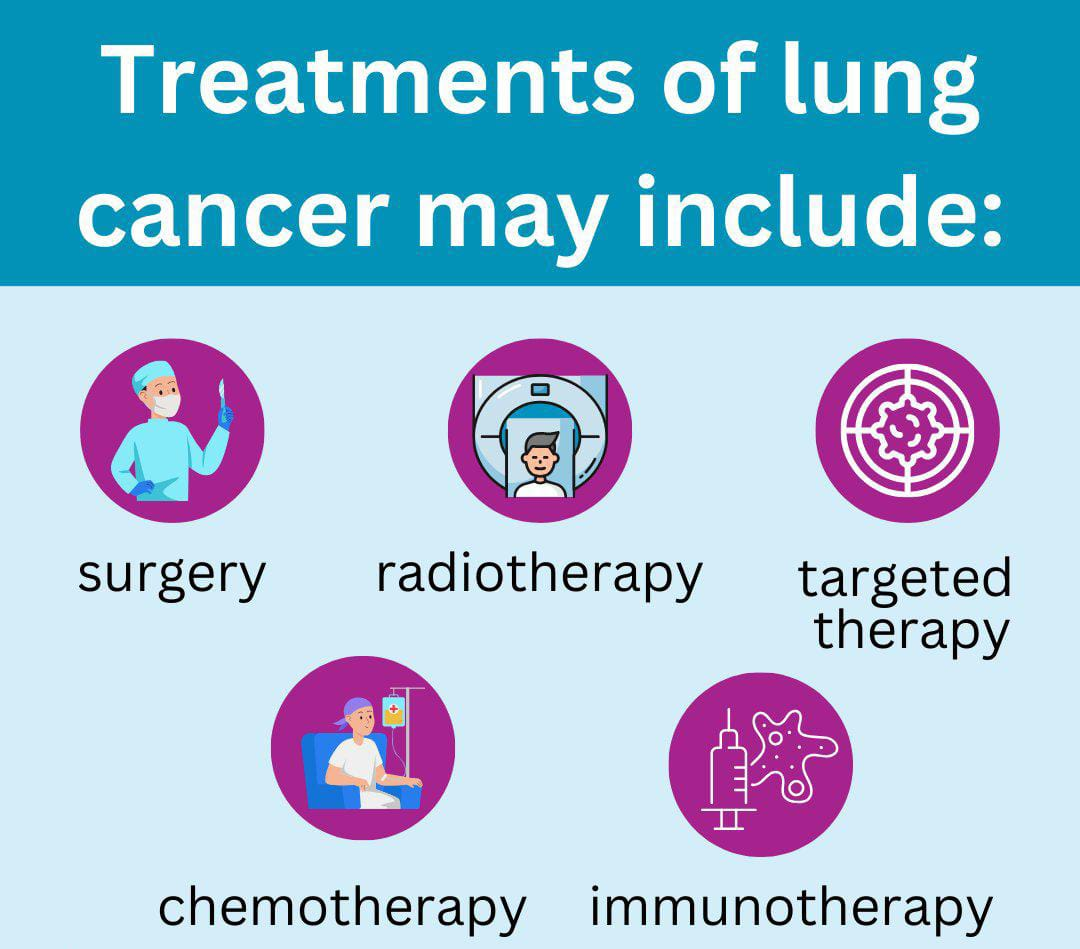 Treatments of lung
cancer may include:
surgery
radiotherapy
targeted
therapy
chemotherapy
immunotherapy